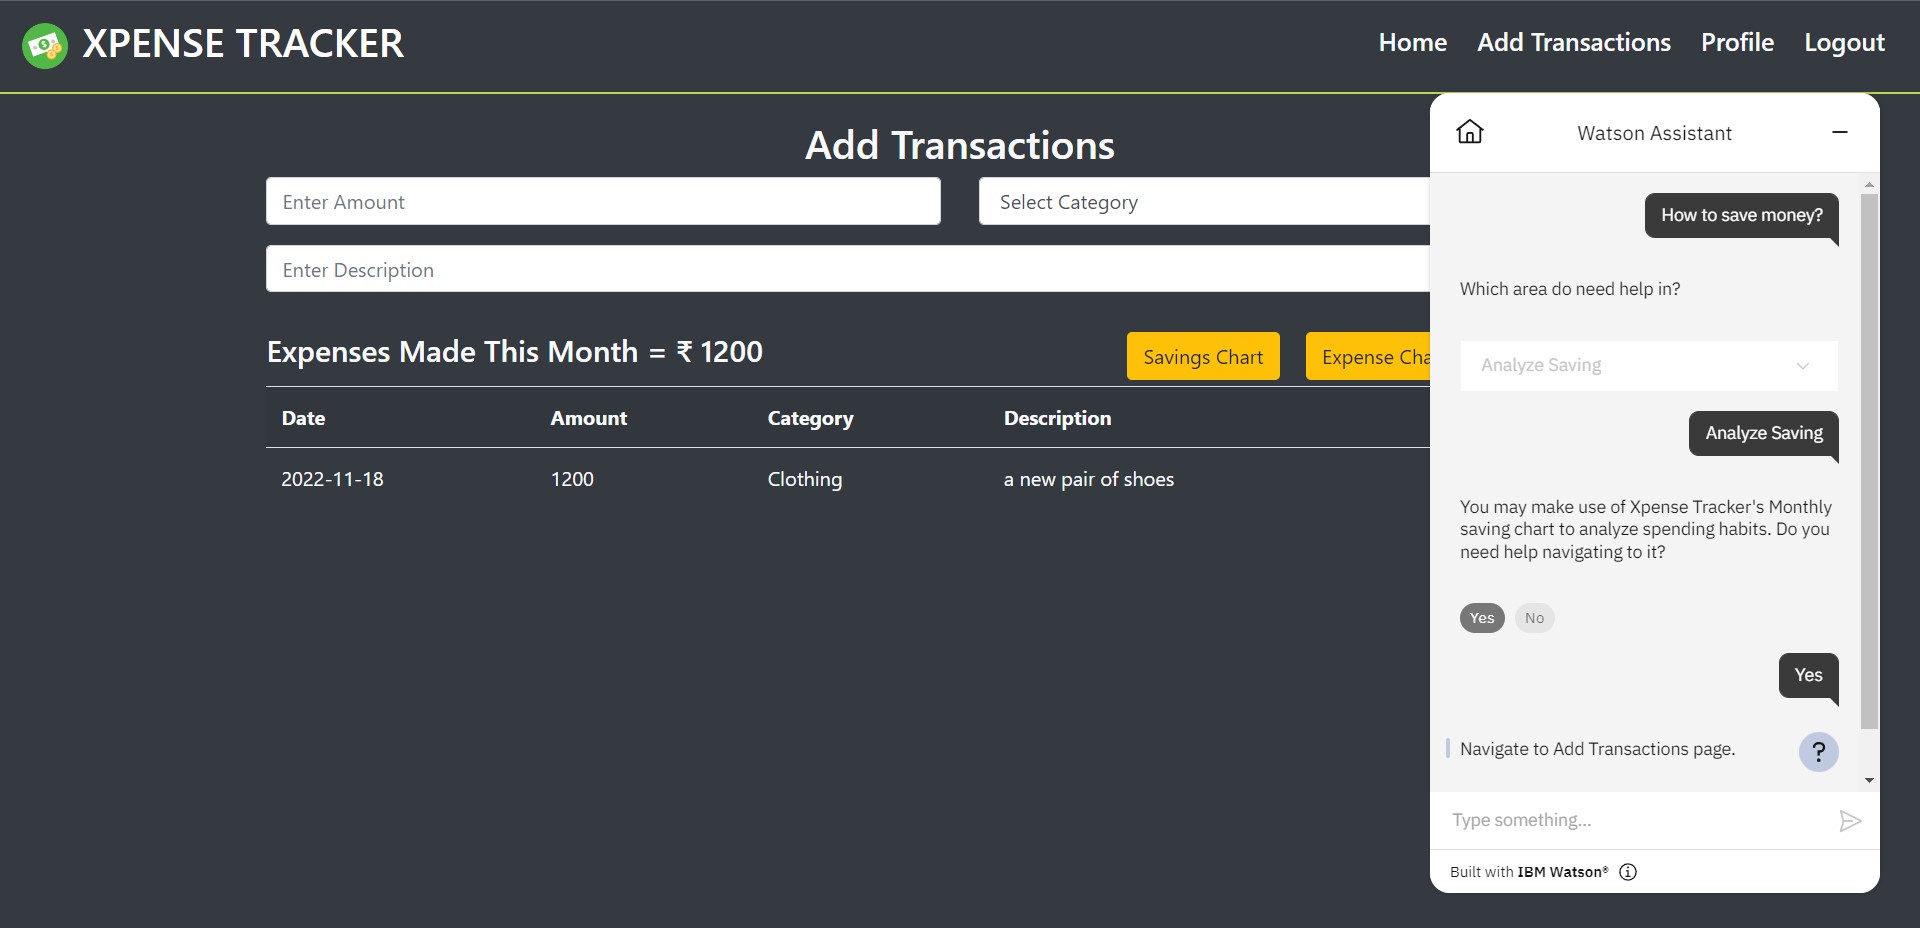 XPENSE TRACKER
Home Add Transactions Profile Logout
Add Transactions
Enter Amount
Select Category
Enter Description
Expenses Made This Month = ₹ 1200
Savings Chart
Expense Cha
Date Amount Category Description
2022-11-18 1200 Clothing a new pair of shoes
Watson Assistant
How to save money?
Which area do need help in?
Analyze Saving
Analyze Saving
You may make use of Xpense Tracker's Monthly
saving chart to analyze spending habits. Do you
need help navigating to it?
Yes No
Yes
Navigate to Add Transactions page.
?
Type something...
Built with IBM Watson®